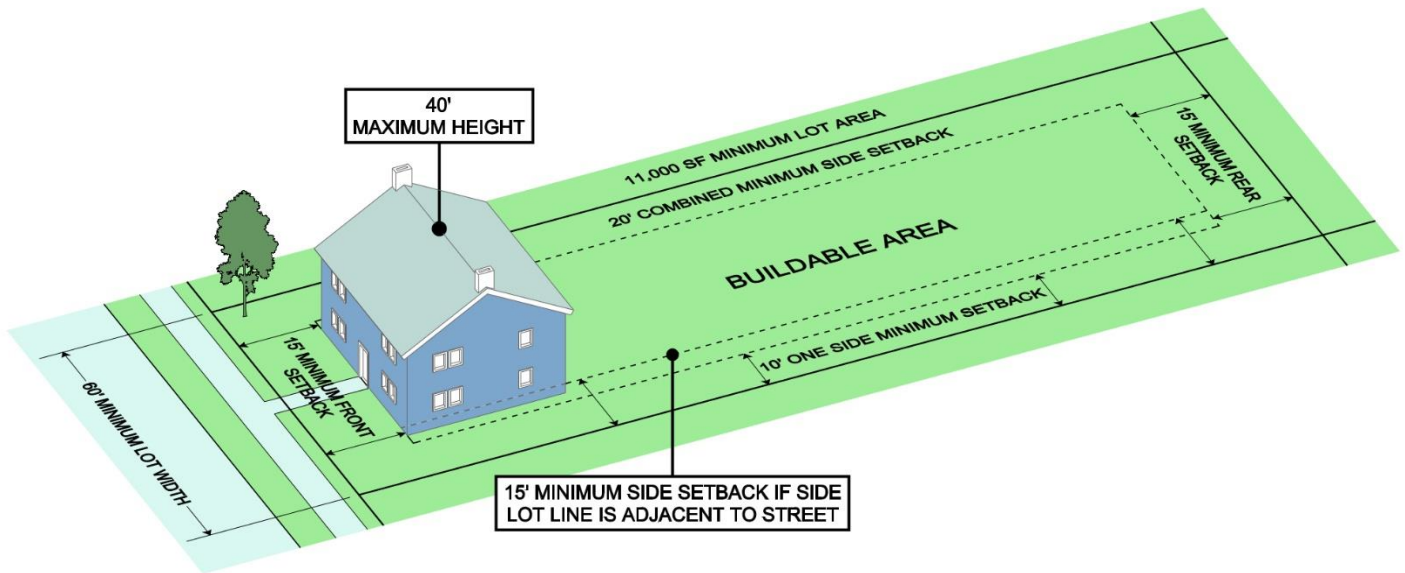 40'
MAXIMUM HEIGHT
11,000 SF MINIMUM LOT AREA
20' COMBINED MINIMUM SIDE SETBACK
15' MINIMUM REAR
SETBACK
BUILDABLE AREA
10' ONE SIDE MINIMUM SETBACK
15' MINIMUM FRONT
SETBACK
60' MINIMUM LOT WIDTH
15' MINIMUM SIDE SETBACK IF SIDE
LOT LINE IS ADJACENT TO STREET